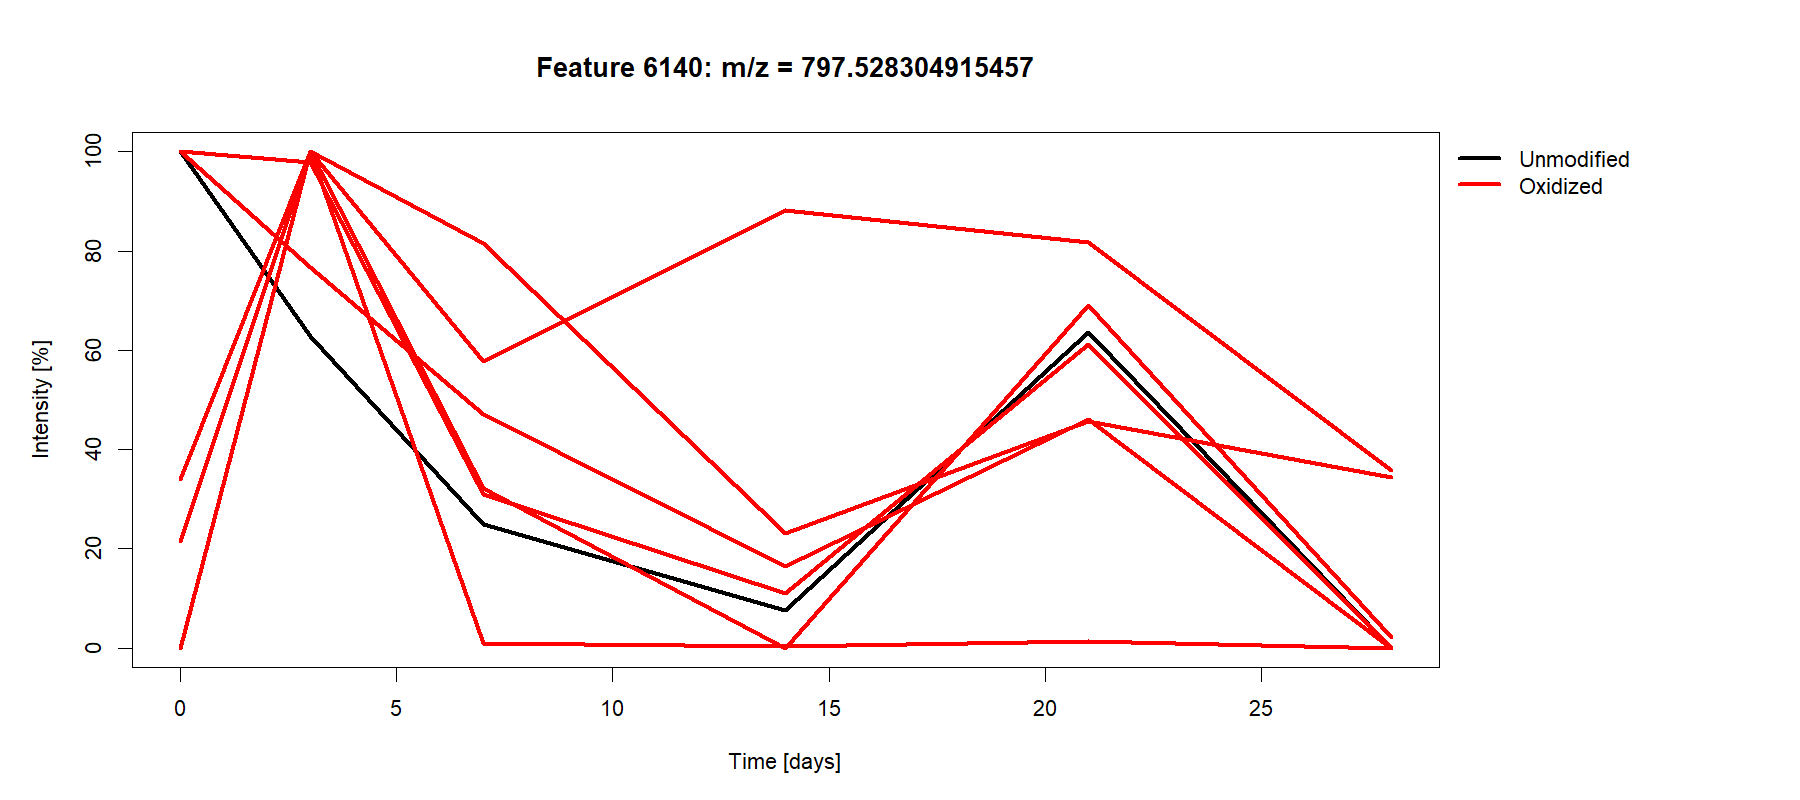 Feature 6140: m/z = 797.528304915457
Unmodified
Oxidized
Intensity [%]
100
80
60
40
20
0
0 5 10 15 20 25
Time [days]